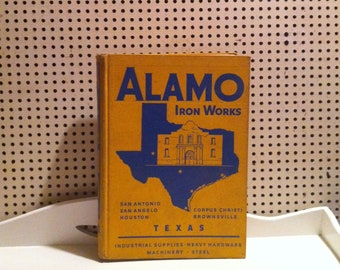 ALAMO
IRON WORKS
SAN ANTONIO
SAN ANGELO
HOUSTON
CORPUS CHRISTI
BROWNSVILLE
TEXAS
INDUSTRIAL SUPPLIES-HEAVY HARDWARE
MACHINERY - STEEL